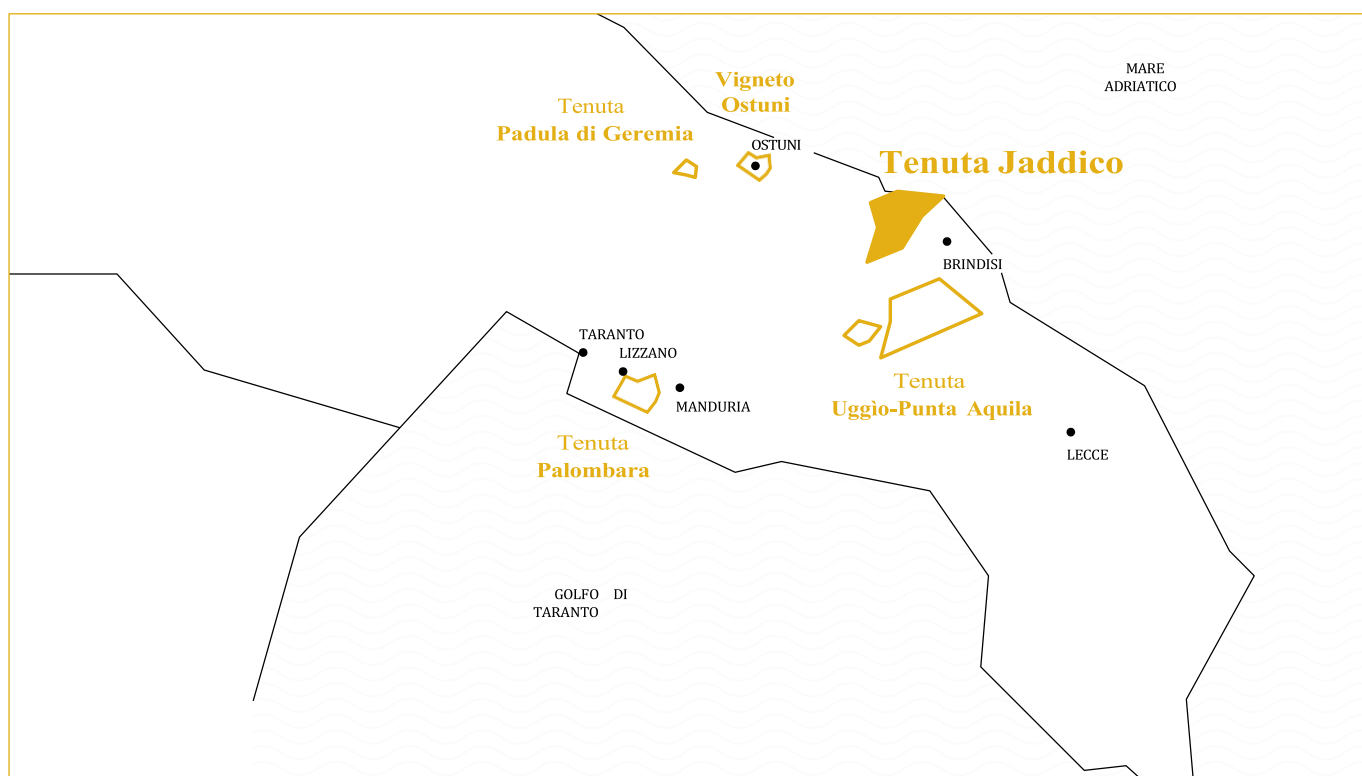 MARE
ADRIATICO
Vigneto
Ostuni
Tenuta
Padula di Geremia
OSTUNI
Tenuta Jaddico
BRINDISI
TARANTO
LIZZANO
MANDURIA
Tenuta
Uggìo-Punta Aquila
Tenuta
Palombara
LECCE
GOLFO DI
TARANTO